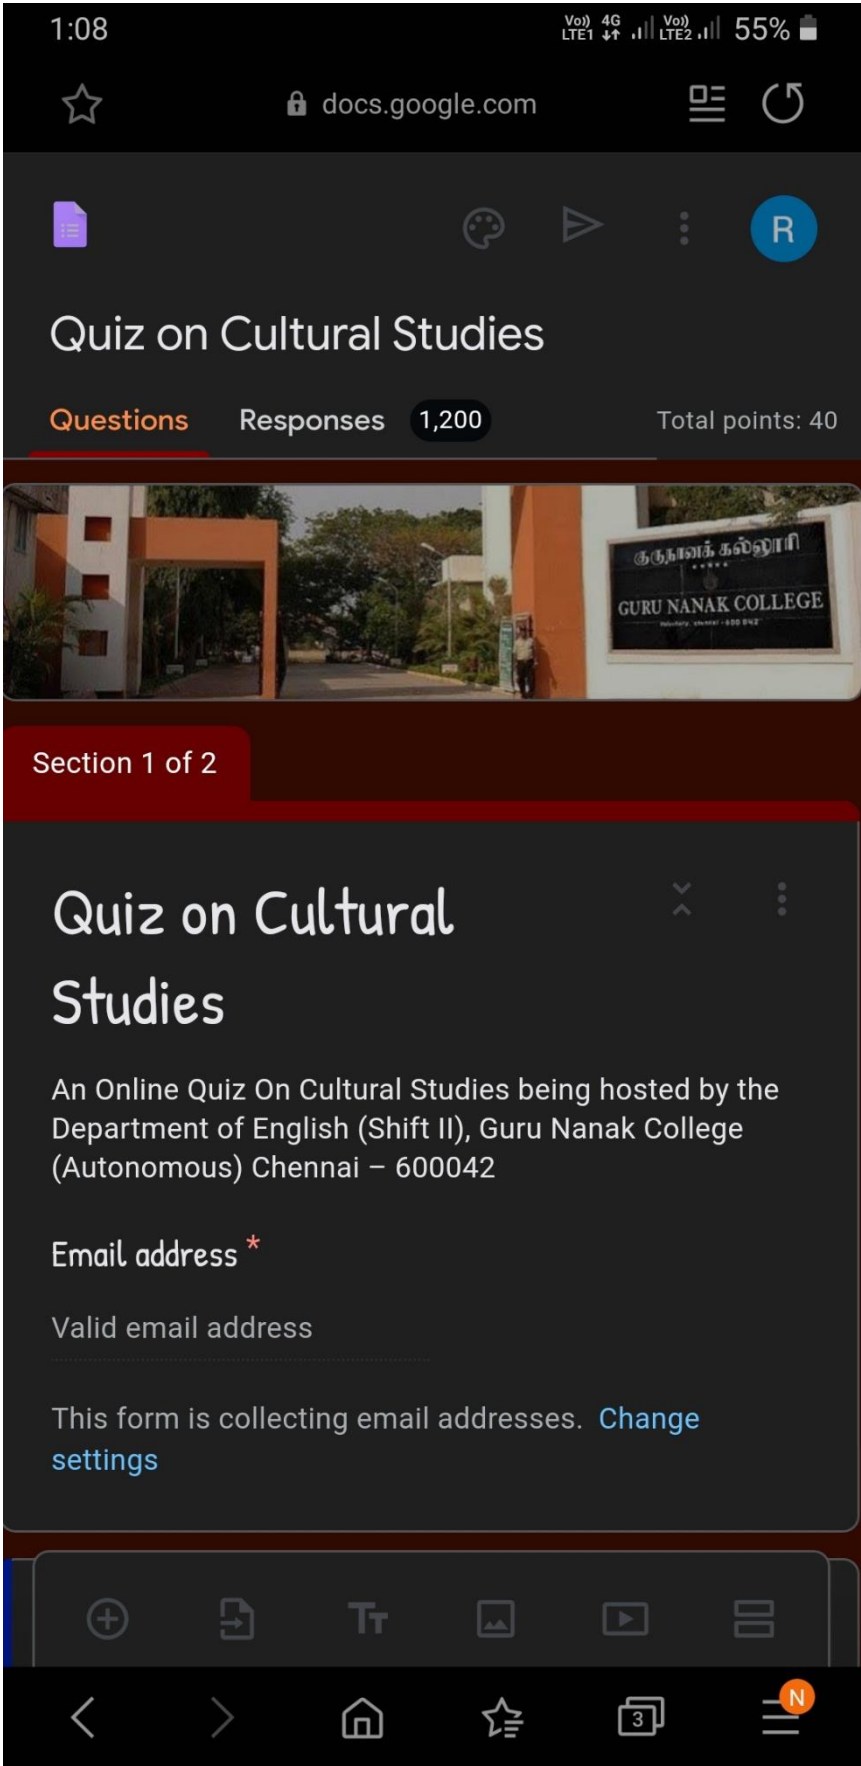 1:08
Vo)) 4G Vo))
LTE1 LTE2 55%
docs.google.com
R
Quiz on Cultural Studies
Questions Responses 1,200 Total points: 40
குருநானக் கல்லூரி
GURU NANAK COLLEGE
Section 1 of 2
Quiz on Cultural
Studies
An Online Quiz On Cultural Studies being hosted by the
Department of English (Shift II), Guru Nanak College
(Autonomous) Chennai – 600042
Email address *
Valid email address
This form is collecting email addresses. Change
settings
Tт
3
N